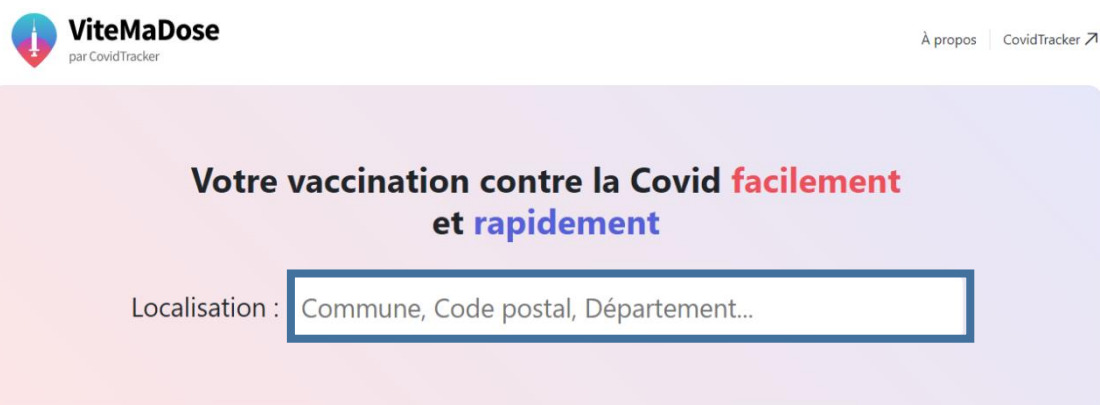 ViteMaDose
par CovidTracker
À propos
CovidTracker
Votre vaccination contre la Covid facilement
et rapidement
Localisation :
Commune, Code postal, Département...